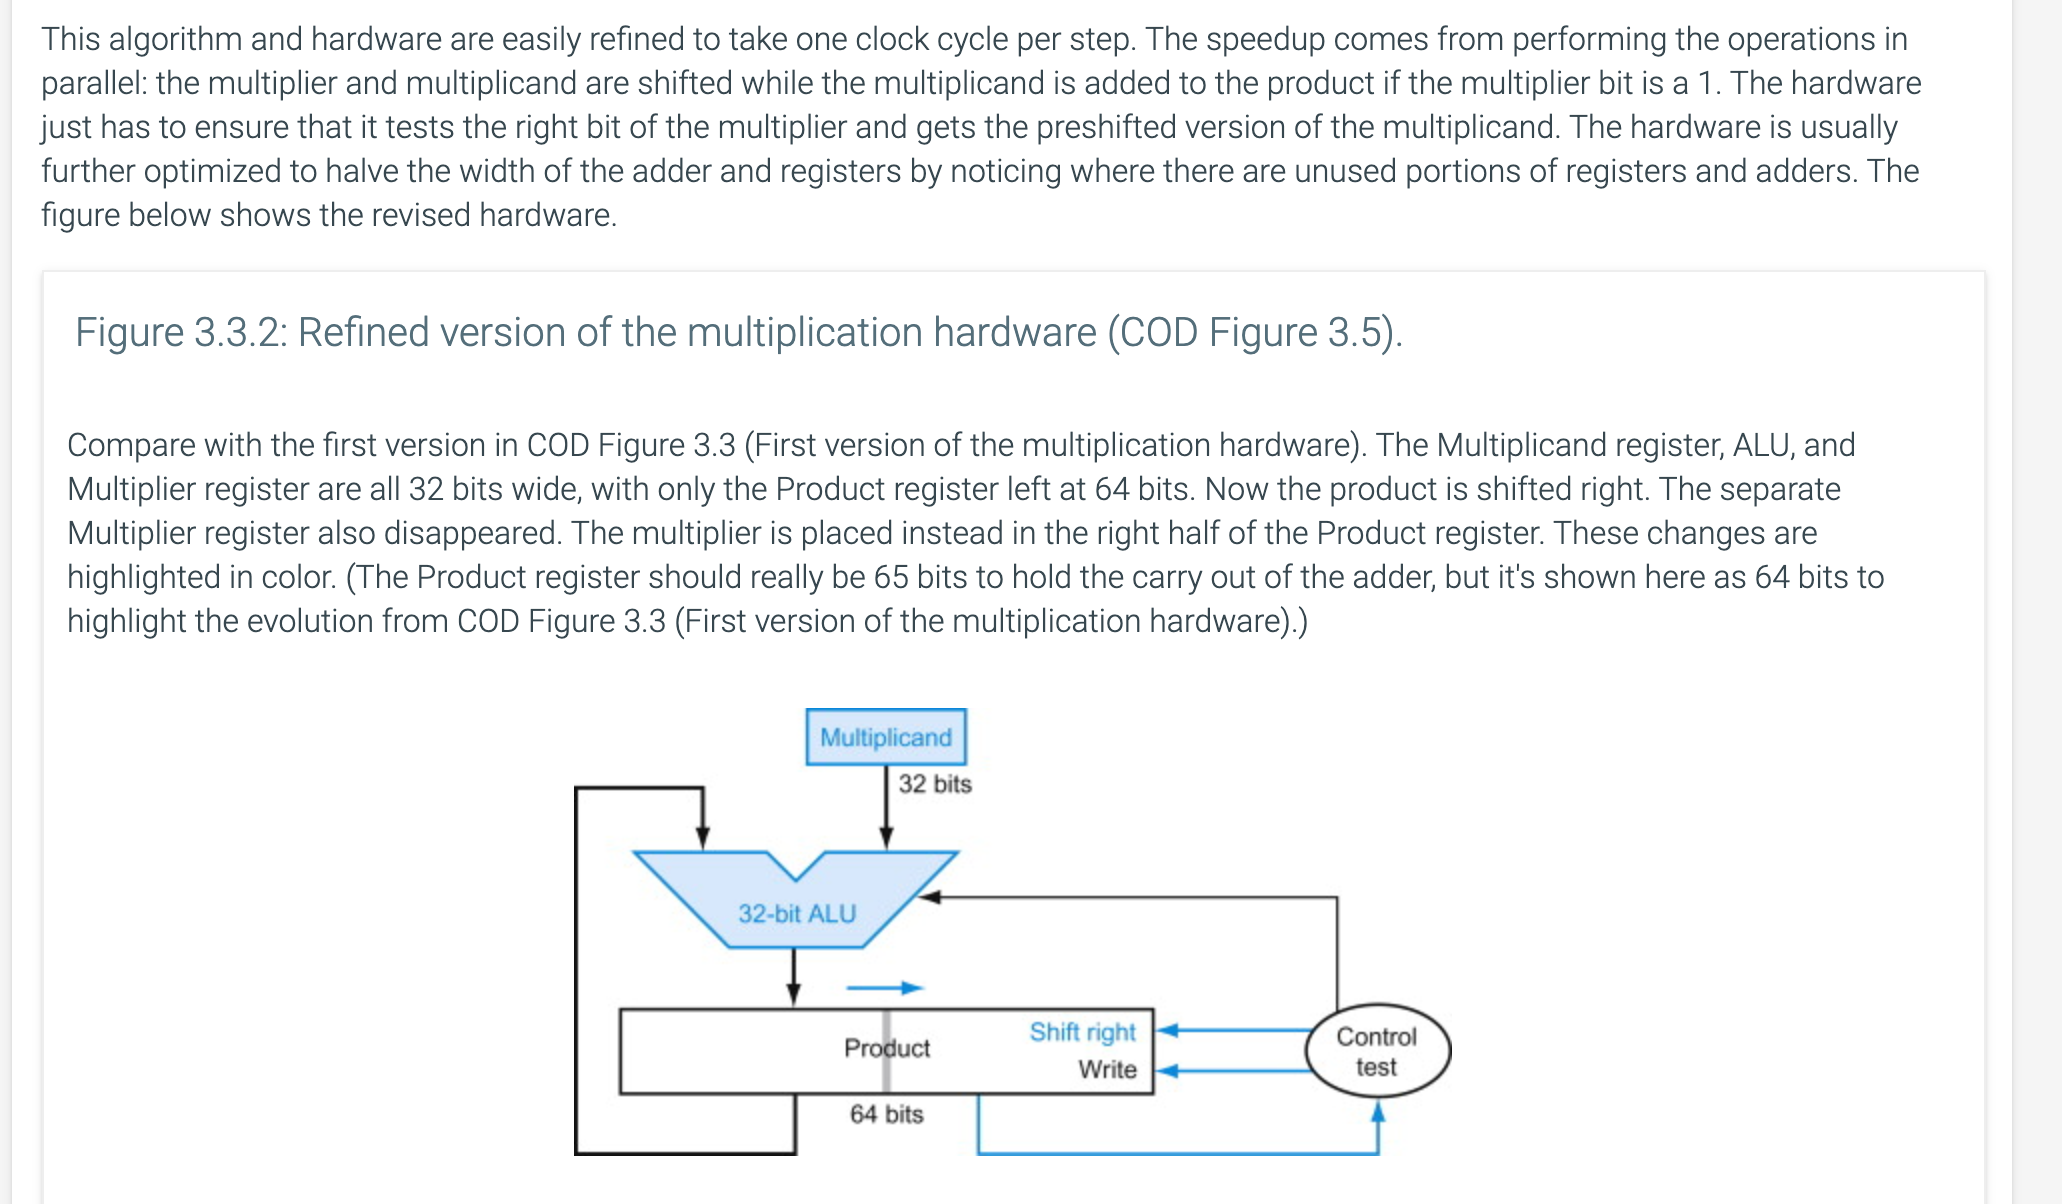 This algorithm and hardware are easily refined to take one clock cycle per step. The speedup comes from performing the operations in
parallel: the multiplier and multiplicand are shifted while the multiplicand is added to the product if the multiplier bit is a 1. The hardware
just has to ensure that it tests the right bit of the multiplier and gets the preshifted version of the multiplicand. The hardware is usually
further optimized to halve the width of the adder and registers by noticing where there are unused portions of registers and adders. The
figure below shows the revised hardware.
Figure 3.3.2: Refined version of the multiplication hardware (COD Figure 3.5).
Compare with the first version in COD Figure 3.3 (First version of the multiplication hardware). The Multiplicand register, ALU, and
Multiplier register are all 32 bits wide, with only the Product register left at 64 bits. Now the product is shifted right. The separate
Multiplier register also disappeared. The multiplier is placed instead in the right half of the Product register. These changes are
highlighted in color. (The Product register should really be 65 bits to hold the carry out of the adder, but it's shown here as 64 bits to
highlight the evolution from COD Figure 3.3 (First version of the multiplication hardware).)
Multiplicand
32 bits
32-bit ALU
Product
Shift right
Write
Control
test
64 bits